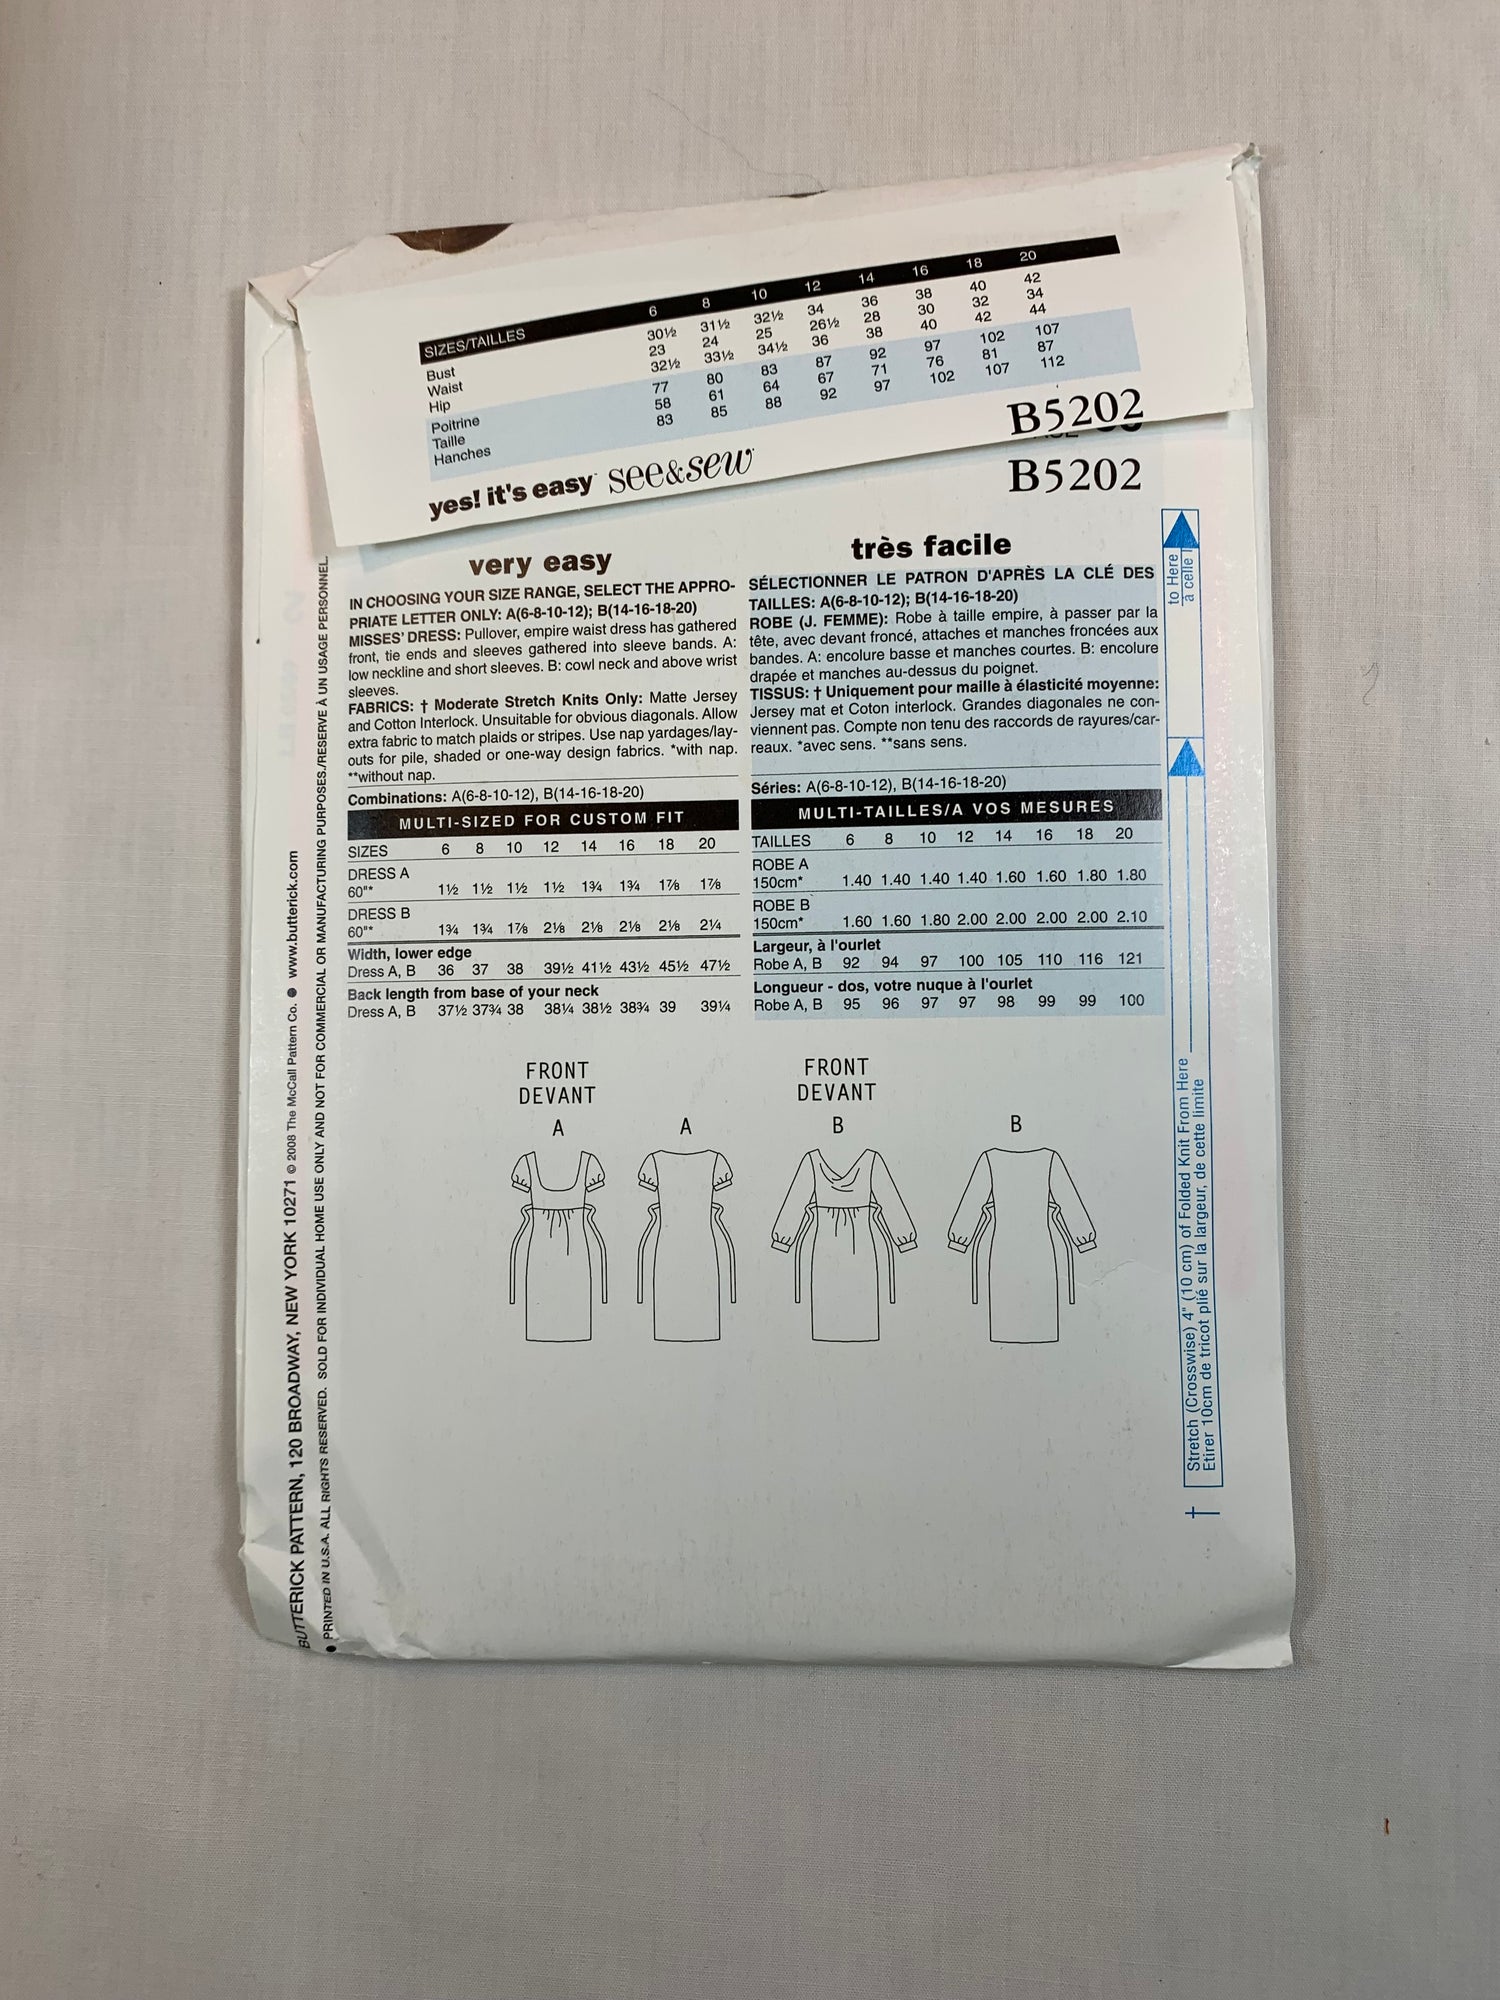 SIZES/TAILLES 6 8 10 12 14 16 18 20
Bust 30½ 31½ 32½ 34 36 38 40 42
Waist 23 24 25 26½ 28 30 32 34
Hip 32½ 33½ 34½ 36 38 40 42 44
Poitrine 77 80 83 87 92 97 102 107
Taille 58 61 64 67 71 76 81 87
Hanches 83 85 88 92 97 102 107 112
yes! it's easy see&sew B5202
B5202
very easy
IN CHOOSING YOUR SIZE RANGE, SELECT THE APPRO-
PRIATE LETTER ONLY: A(6-8-10-12); B(14-16-18-20)
MISSES' DRESS: Pullover, empire waist dress has gathered
front, tie ends and sleeves gathered into sleeve bands. A:
low neckline and short sleeves. B: cowl neck and above wrist
sleeves.
FABRICS: † Moderate Stretch Knits Only: Matte Jersey
and Cotton Interlock. Unsuitable for obvious diagonals. Allow
extra fabric to match plaids or stripes. Use nap yardages/lay-
outs for pile, shaded or one-way design fabrics. *with nap.
**without nap.
Combinations: A(6-8-10-12), B(14-16-18-20)
MULTI-SIZED FOR CUSTOM FIT
SIZES 6 8 10 12 14 16 18 20
DRESS A
60"* 1½ 1½ 1½ 1½ 1¾ 1¾ 1⅞ 1⅞
DRESS B
60"* 1¾ 1¾ 1⅞ 2⅛ 2⅛ 2⅛ 2⅛ 2¼
Width, lower edge
Dress A, B 36 37 38 39½ 41½ 43½ 45½ 47½
Back length from base of your neck
Dress A, B 37½ 37¾ 38 38¼ 38½ 38¾ 39 39¼
très facile
SÉLECTIONNER LE PATRON D'APRÈS LA CLÉ DES
TAILLES: A(6-8-10-12); B(14-16-18-20)
ROBE (J. FEMME): Robe à taille empire, à passer par la
tête, avec devant froncé, attaches et manches froncées aux
bandes. A: encolure basse et manches courtes. B: encolure
drapée et manches au-dessus du poignet.
TISSUS: † Uniquement pour maille à élasticité moyenne:
Jersey mat et Coton interlock. Grandes diagonales ne con-
viennent pas. Compte non tenu des raccords de rayures/car-
reaux. *avec sens. **sans sens.
Séries: A(6-8-10-12), B(14-16-18-20)
MULTI-TAILLES/A VOS MESURES
TAILLES 6 8 10 12 14 16 18 20
ROBE A
150cm* 1.40 1.40 1.40 1.40 1.60 1.60 1.80 1.80
ROBE B
150cm* 1.60 1.60 1.80 2.00 2.00 2.00 2.00 2.10
Largeur, à l'ourlet
Robe A, B 92 94 97 100 105 110 116 121
Longueur - dos, votre nuque à l'ourlet
Robe A, B 95 96 97 97 98 99 99 100
FRONT
DEVANT
A
A
FRONT
DEVANT
B
B
to Here
à celle
Stretch (Crosswise) 4" (10 cm) of Folded Knit From Here
Etirer 10cm de tricot plié sur la largeur, de cette limite
†
BUTTERICK PATTERN, 120 BROADWAY, NEW YORK 10271 © 2008 The McCall Pattern Co. ● www.butterick.com
● PRINTED IN U.S.A. ALL RIGHTS RESERVED. SOLD FOR INDIVIDUAL HOME USE ONLY AND NOT FOR COMMERCIAL OR MANUFACTURING PURPOSES./RESERVE À UN USAGE PERSONNEL.